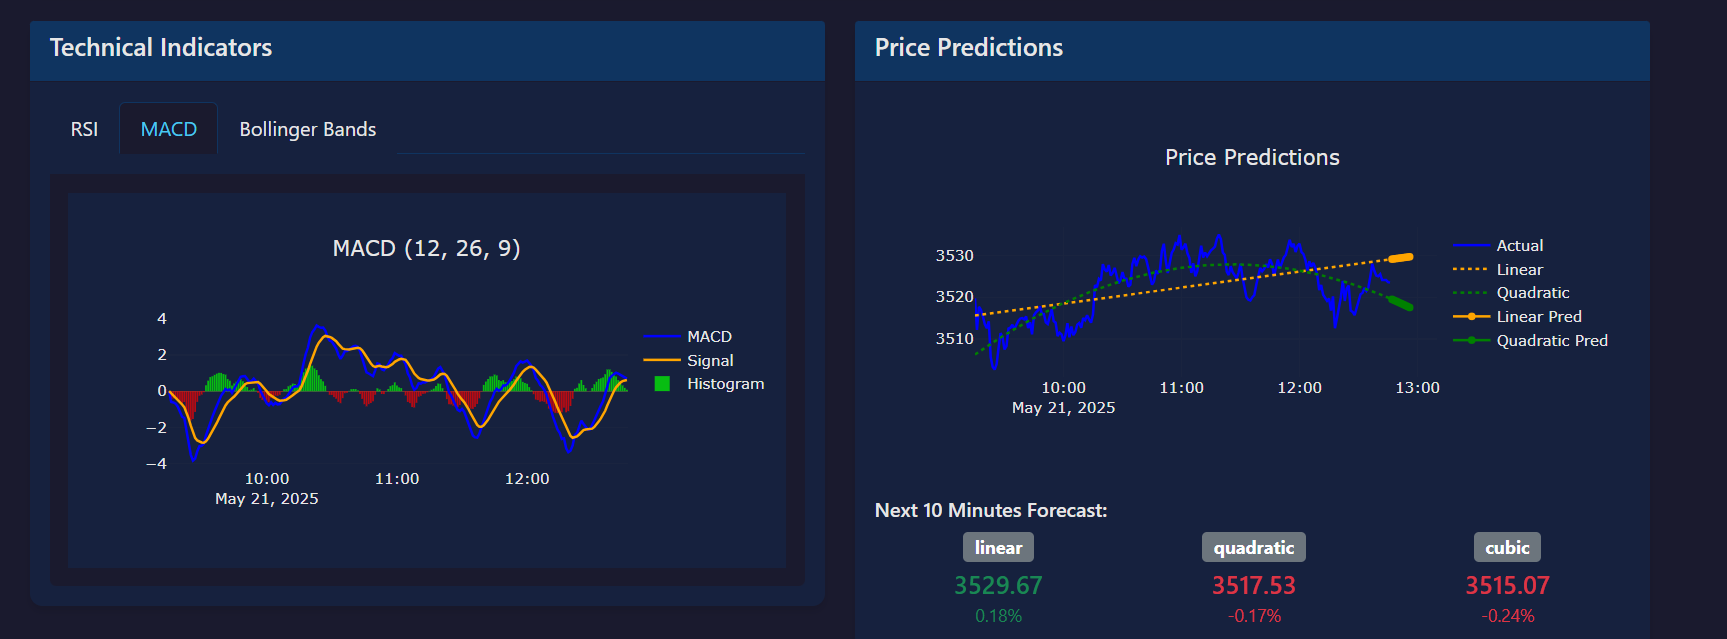 Technical Indicators
RSI
MACD
Bollinger Bands
MACD (12, 26, 9)
4
2
0
−2
−4
10:00
11:00
12:00
May 21, 2025
MACD
Signal
Histogram
Price Predictions
Price Predictions
3530
3520
3510
10:00
11:00
12:00
13:00
May 21, 2025
Actual
Linear
Quadratic
Linear Pred
Quadratic Pred
Next 10 Minutes Forecast:
linear
quadratic
cubic
3529.67
3517.53
3515.07
0.18%
-0.17%
-0.24%